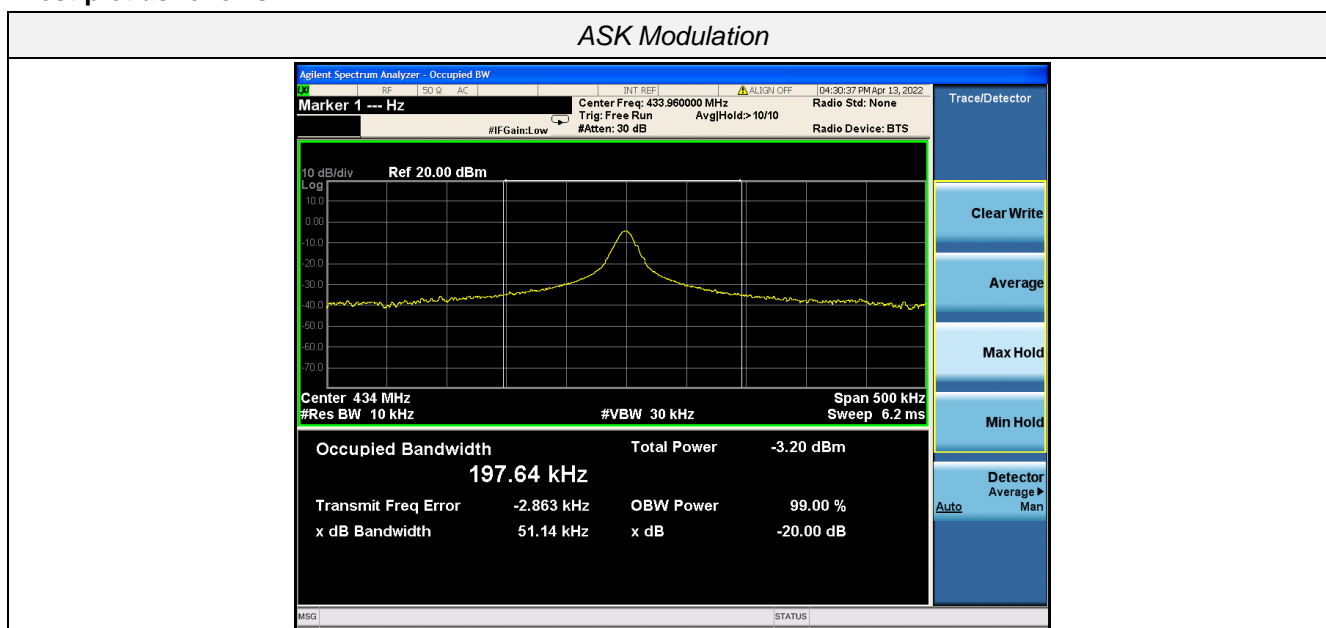 ASK Modulation
Agilent Spectrum Analyzer - Occupied BW
LXI RF 50 Ω AC INT REF ALIGN OFF 04:30:37 PM Apr 13, 2022
Marker 1 --- Hz
Center Freq: 433.960000 MHz
Radio Std: None
Trig: Free Run Avg|Hold:>10/10
#IFGain:Low #Atten: 30 dB Radio Device: BTS
10 dB/div Ref 20.00 dBm
Log
10.0
0.00
-10.0
-20.0
-30.0
-40.0
-50.0
-60.0
-70.0
Center 434 MHz Span 500 kHz
#Res BW 10 kHz #VBW 30 kHz Sweep 6.2 ms
Occupied Bandwidth Total Power -3.20 dBm
197.64 kHz
Transmit Freq Error -2.863 kHz OBW Power 99.00 %
x dB Bandwidth 51.14 kHz x dB -20.00 dB
MSG STATUS
Trace/Detector
Clear Write
Average
Max Hold
Min Hold
Detector
Average
Auto Man